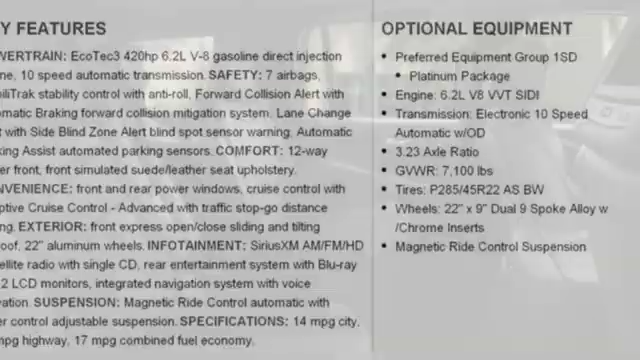 Y FEATURES
WERTRAIN: EcoTec3 420hp 6.2L V-8 gasoline direct injection
ne, 10 speed automatic transmission. SAFETY: 7 airbags,
oiliTrak stability control with anti-roll, Forward Collision Alert with
matic Braking forward collision mitigation system, Lane Change
t with Side Blind Zone Alert blind spot sensor warning, Automatic
king Assist automated parking sensors. COMFORT: 12-way
er front, front simulated suede/leather seat upholstery.
NVENIENCE: front and rear power windows, cruise control with
ptive Cruise Control - Advanced with traffic stop-go distance
ng. EXTERIOR: front express open/close sliding and tilting
oof, 22" aluminum wheels. INFOTAINMENT: SiriusXM AM/FM/HD
ellite radio with single CD, rear entertainment system with Blu-ray
2 LCD monitors, integrated navigation system with voice
vation. SUSPENSION: Magnetic Ride Control automatic with
er control adjustable suspension. SPECIFICATIONS: 14 mpg city,
mpg highway, 17 mpg combined fuel economy.
OPTIONAL EQUIPMENT
• Preferred Equipment Group 1SD
• Platinum Package
• Engine: 6.2L V8 VVT SIDI
• Transmission: Electronic 10 Speed
Automatic w/OD
• 3.23 Axle Ratio
• GVWR: 7,100 lbs
• Tires: P285/45R22 AS BW
• Wheels: 22" x 9" Dual 9 Spoke Alloy w
/Chrome Inserts
• Magnetic Ride Control Suspension